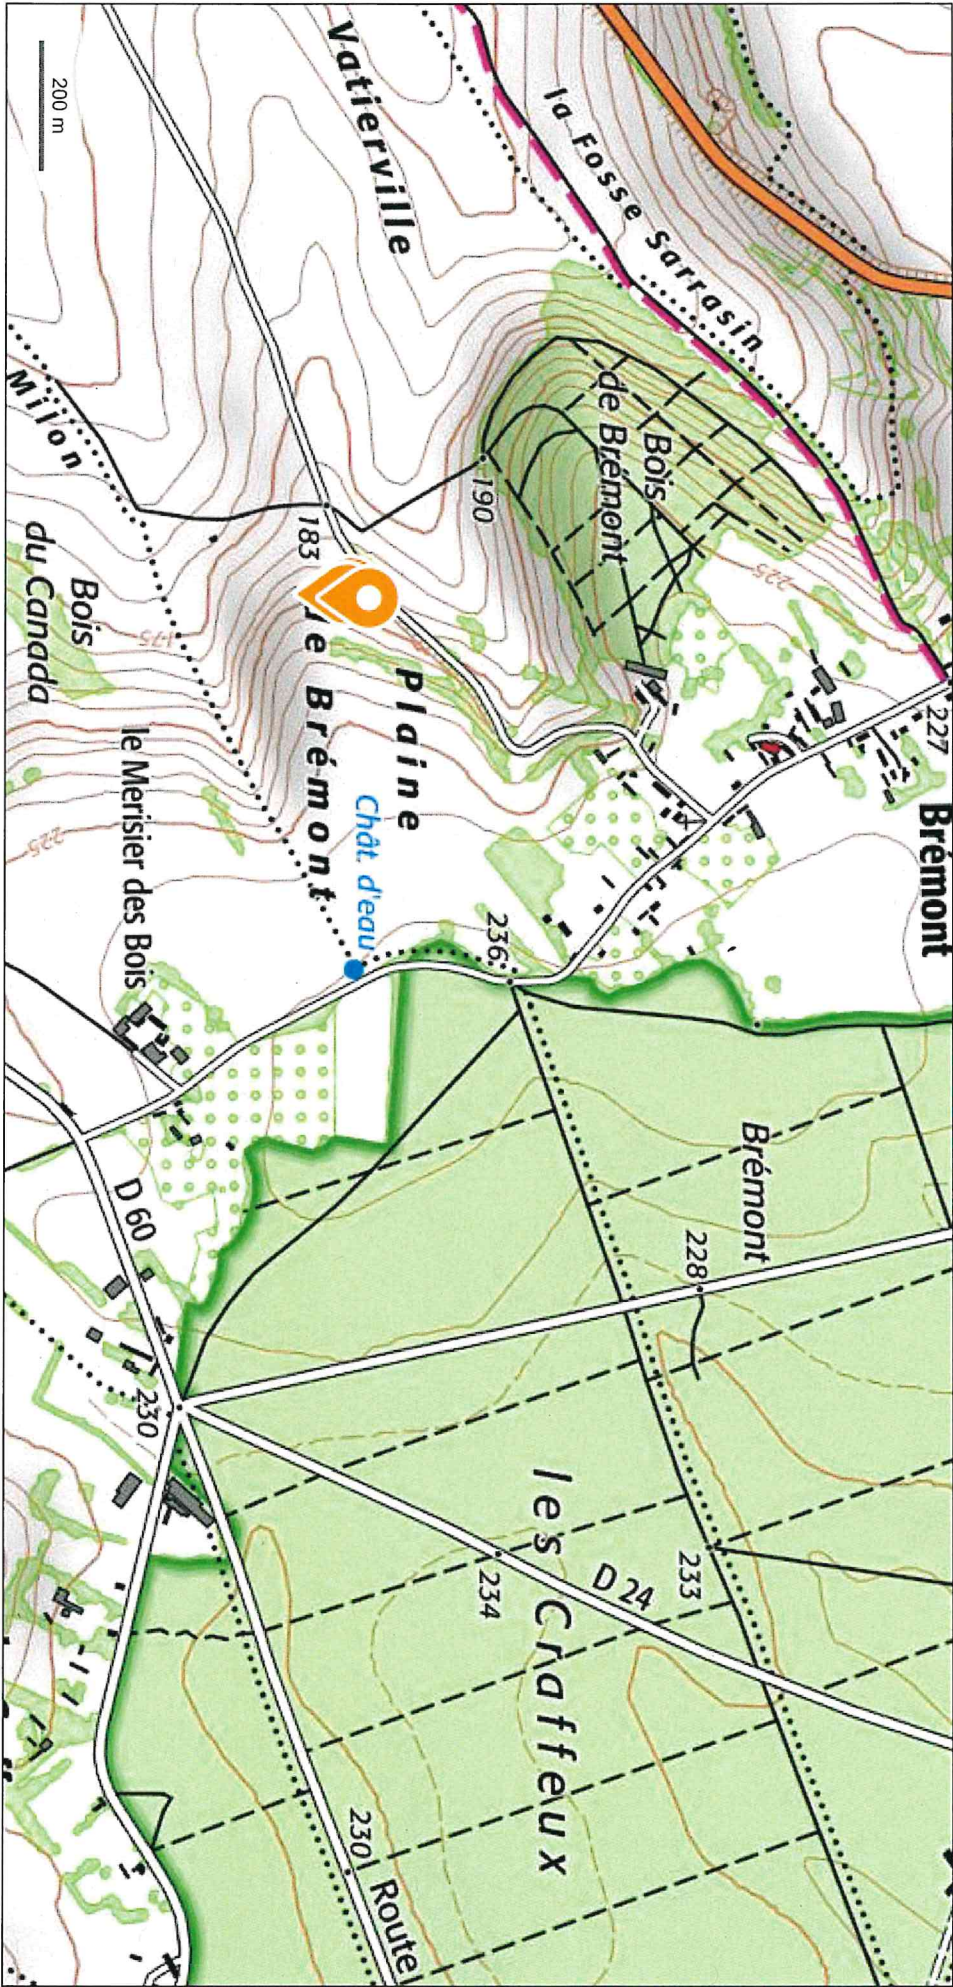 Vatierville
la Fosse Sarrasin
200 m
Bois
de Brémont
190
225
Milon
183
227
Brémont
Bois
du Canada
175
Plaine
de Brémont
le Merisier des Bois
225
Chât. d'eau
236
Brémont
228
D 60
230
les Craffeux
D 24
234
233
230
Route